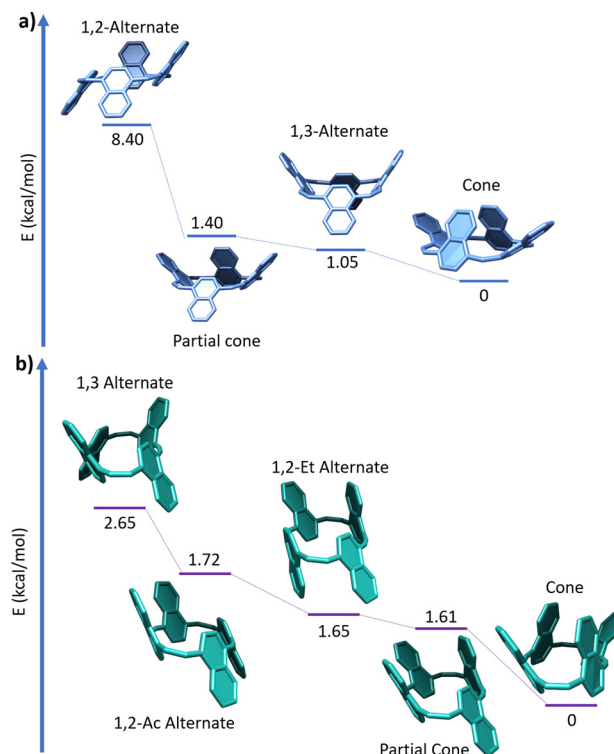 a)
1,2-Alternate
8.40
1,3-Alternate
Cone
1.40
1.05
0
Partial cone
E (kcal/mol)
b)
1,3 Alternate
2.65
1,2-Et Alternate
1.72
1.65
1.61
Cone
0
1,2-Ac Alternate
Partial Cone
E (kcal/mol)